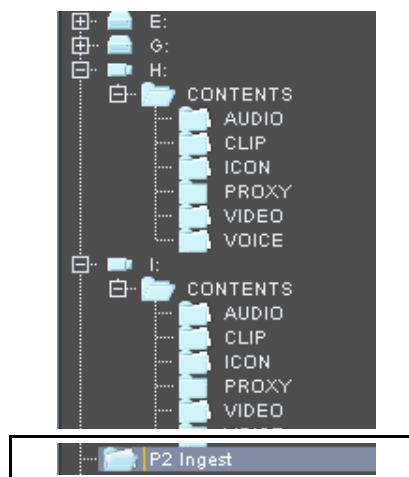 E:
G:
H:
CONTENTS
AUDIO
CLIP
ICON
PROXY
VIDEO
VOICE
I:
CONTENTS
AUDIO
CLIP
ICON
PROXY
VIDEO
P2 Ingest